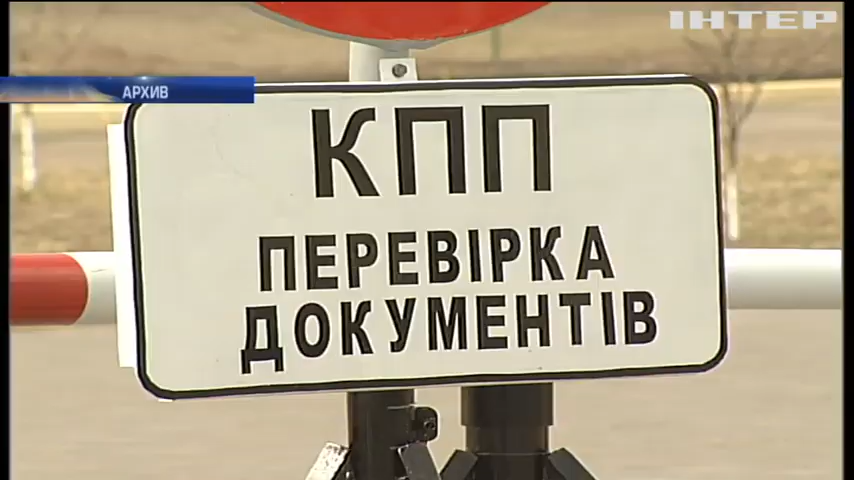 ІНТЕР
АРХИВ
КПП
ПЕРЕВІРКА
ДОКУМЕНТІВ